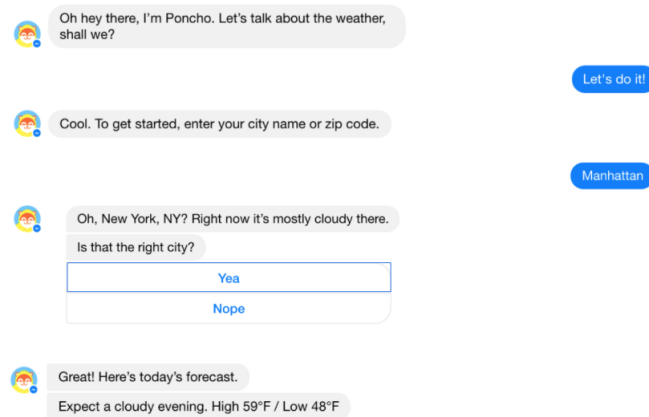 Oh hey there, I'm Poncho. Let's talk about the weather,
shall we?
Let's do it!
Cool. To get started, enter your city name or zip code.
Manhattan
Oh, New York, NY? Right now it's mostly cloudy there.
Is that the right city?
Yea
Nope
Great! Here's today's forecast.
Expect a cloudy evening. High 59°F / Low 48°F